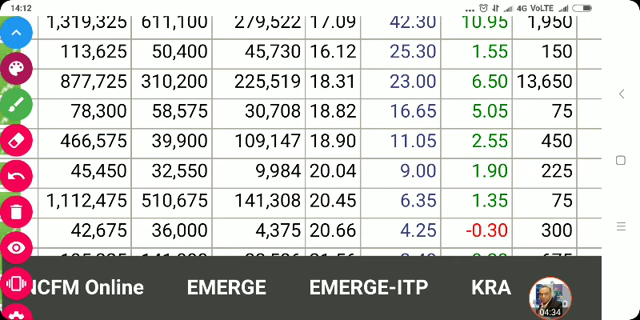 14:12 ... 4G VoLTE
1,319,325 611,100 279,522 17.09 42.30 10.95 1,950
113,625 50,400 45,730 16.12 25.30 1.55 150
877,725 310,200 225,519 18.31 23.00 6.50 13,650
78,300 58,575 30,708 18.82 16.65 5.05 75
466,575 39,900 109,147 18.90 11.05 2.55 450
45,450 32,550 9,984 20.04 9.00 1.90 225
1,112,475 510,675 141,308 20.45 6.35 1.35 75
42,675 36,000 4,375 20.66 4.25 -0.30 300
NCFM Online EMERGE EMERGE-ITP KRA
04:34